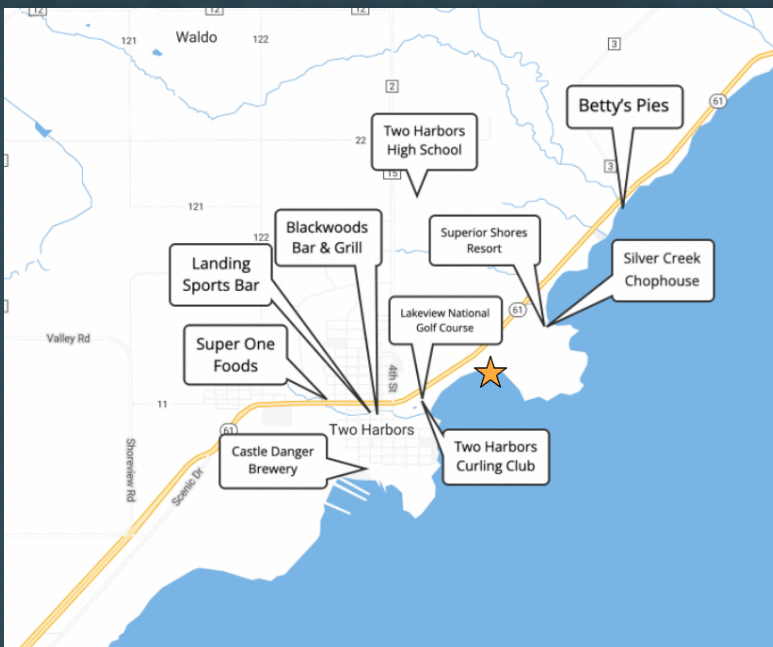 12
12
12
121
Waldo
122
3
2
61
Betty's Pies
Two Harbors
High School
22
15
3
121
122
Blackwoods
Bar & Grill
Superior Shores
Resort
Landing
Sports Bar
Silver Creek
Chophouse
Lakeview National
Golf Course
61
Valley Rd
Super One
Foods
4th St
11
61
Two Harbors
Castle Danger
Brewery
Two Harbors
Curling Club
Shoreview Rd
Scenic Dr